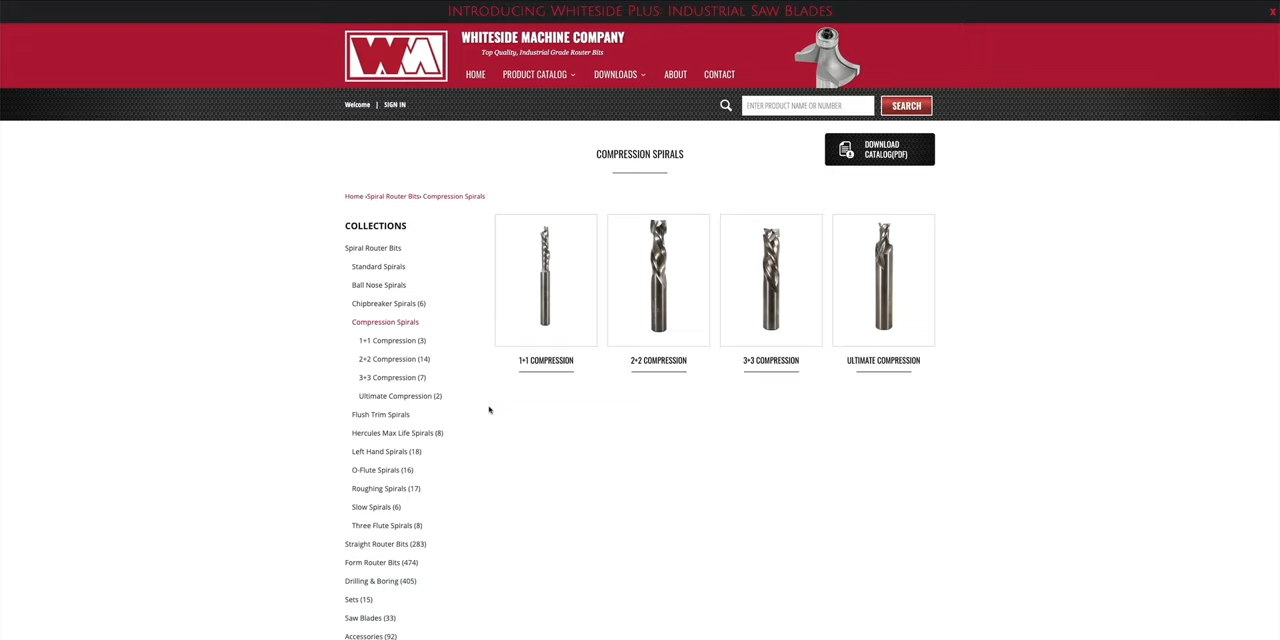 INTRODUCING WHITESIDE PLUS: INDUSTRIAL SAW BLADES
X
WM
WHITESIDE MACHINE COMPANY
Top Quality, Industrial Grade Router Bits
HOME PRODUCT CATALOG DOWNLOADS ABOUT CONTACT
Welcome | SIGN IN
ENTER PRODUCT NAME OR NUMBER
SEARCH
COMPRESSION SPIRALS
DOWNLOAD
CATALOG(PDF)
Home ›Spiral Router Bits› Compression Spirals
COLLECTIONS
Spiral Router Bits
Standard Spirals
Ball Nose Spirals
Chipbreaker Spirals (6)
Compression Spirals
1+1 Compression (3)
2+2 Compression (14)
3+3 Compression (7)
Ultimate Compression (2)
Flush Trim Spirals
Hercules Max Life Spirals (8)
Left Hand Spirals (18)
O-Flute Spirals (16)
Roughing Spirals (17)
Slow Spirals (6)
Three Flute Spirals (8)
Straight Router Bits (283)
Form Router Bits (474)
Drilling & Boring (405)
Sets (15)
Saw Blades (33)
Accessories (92)
1+1 COMPRESSION
2+2 COMPRESSION
3+3 COMPRESSION
ULTIMATE COMPRESSION